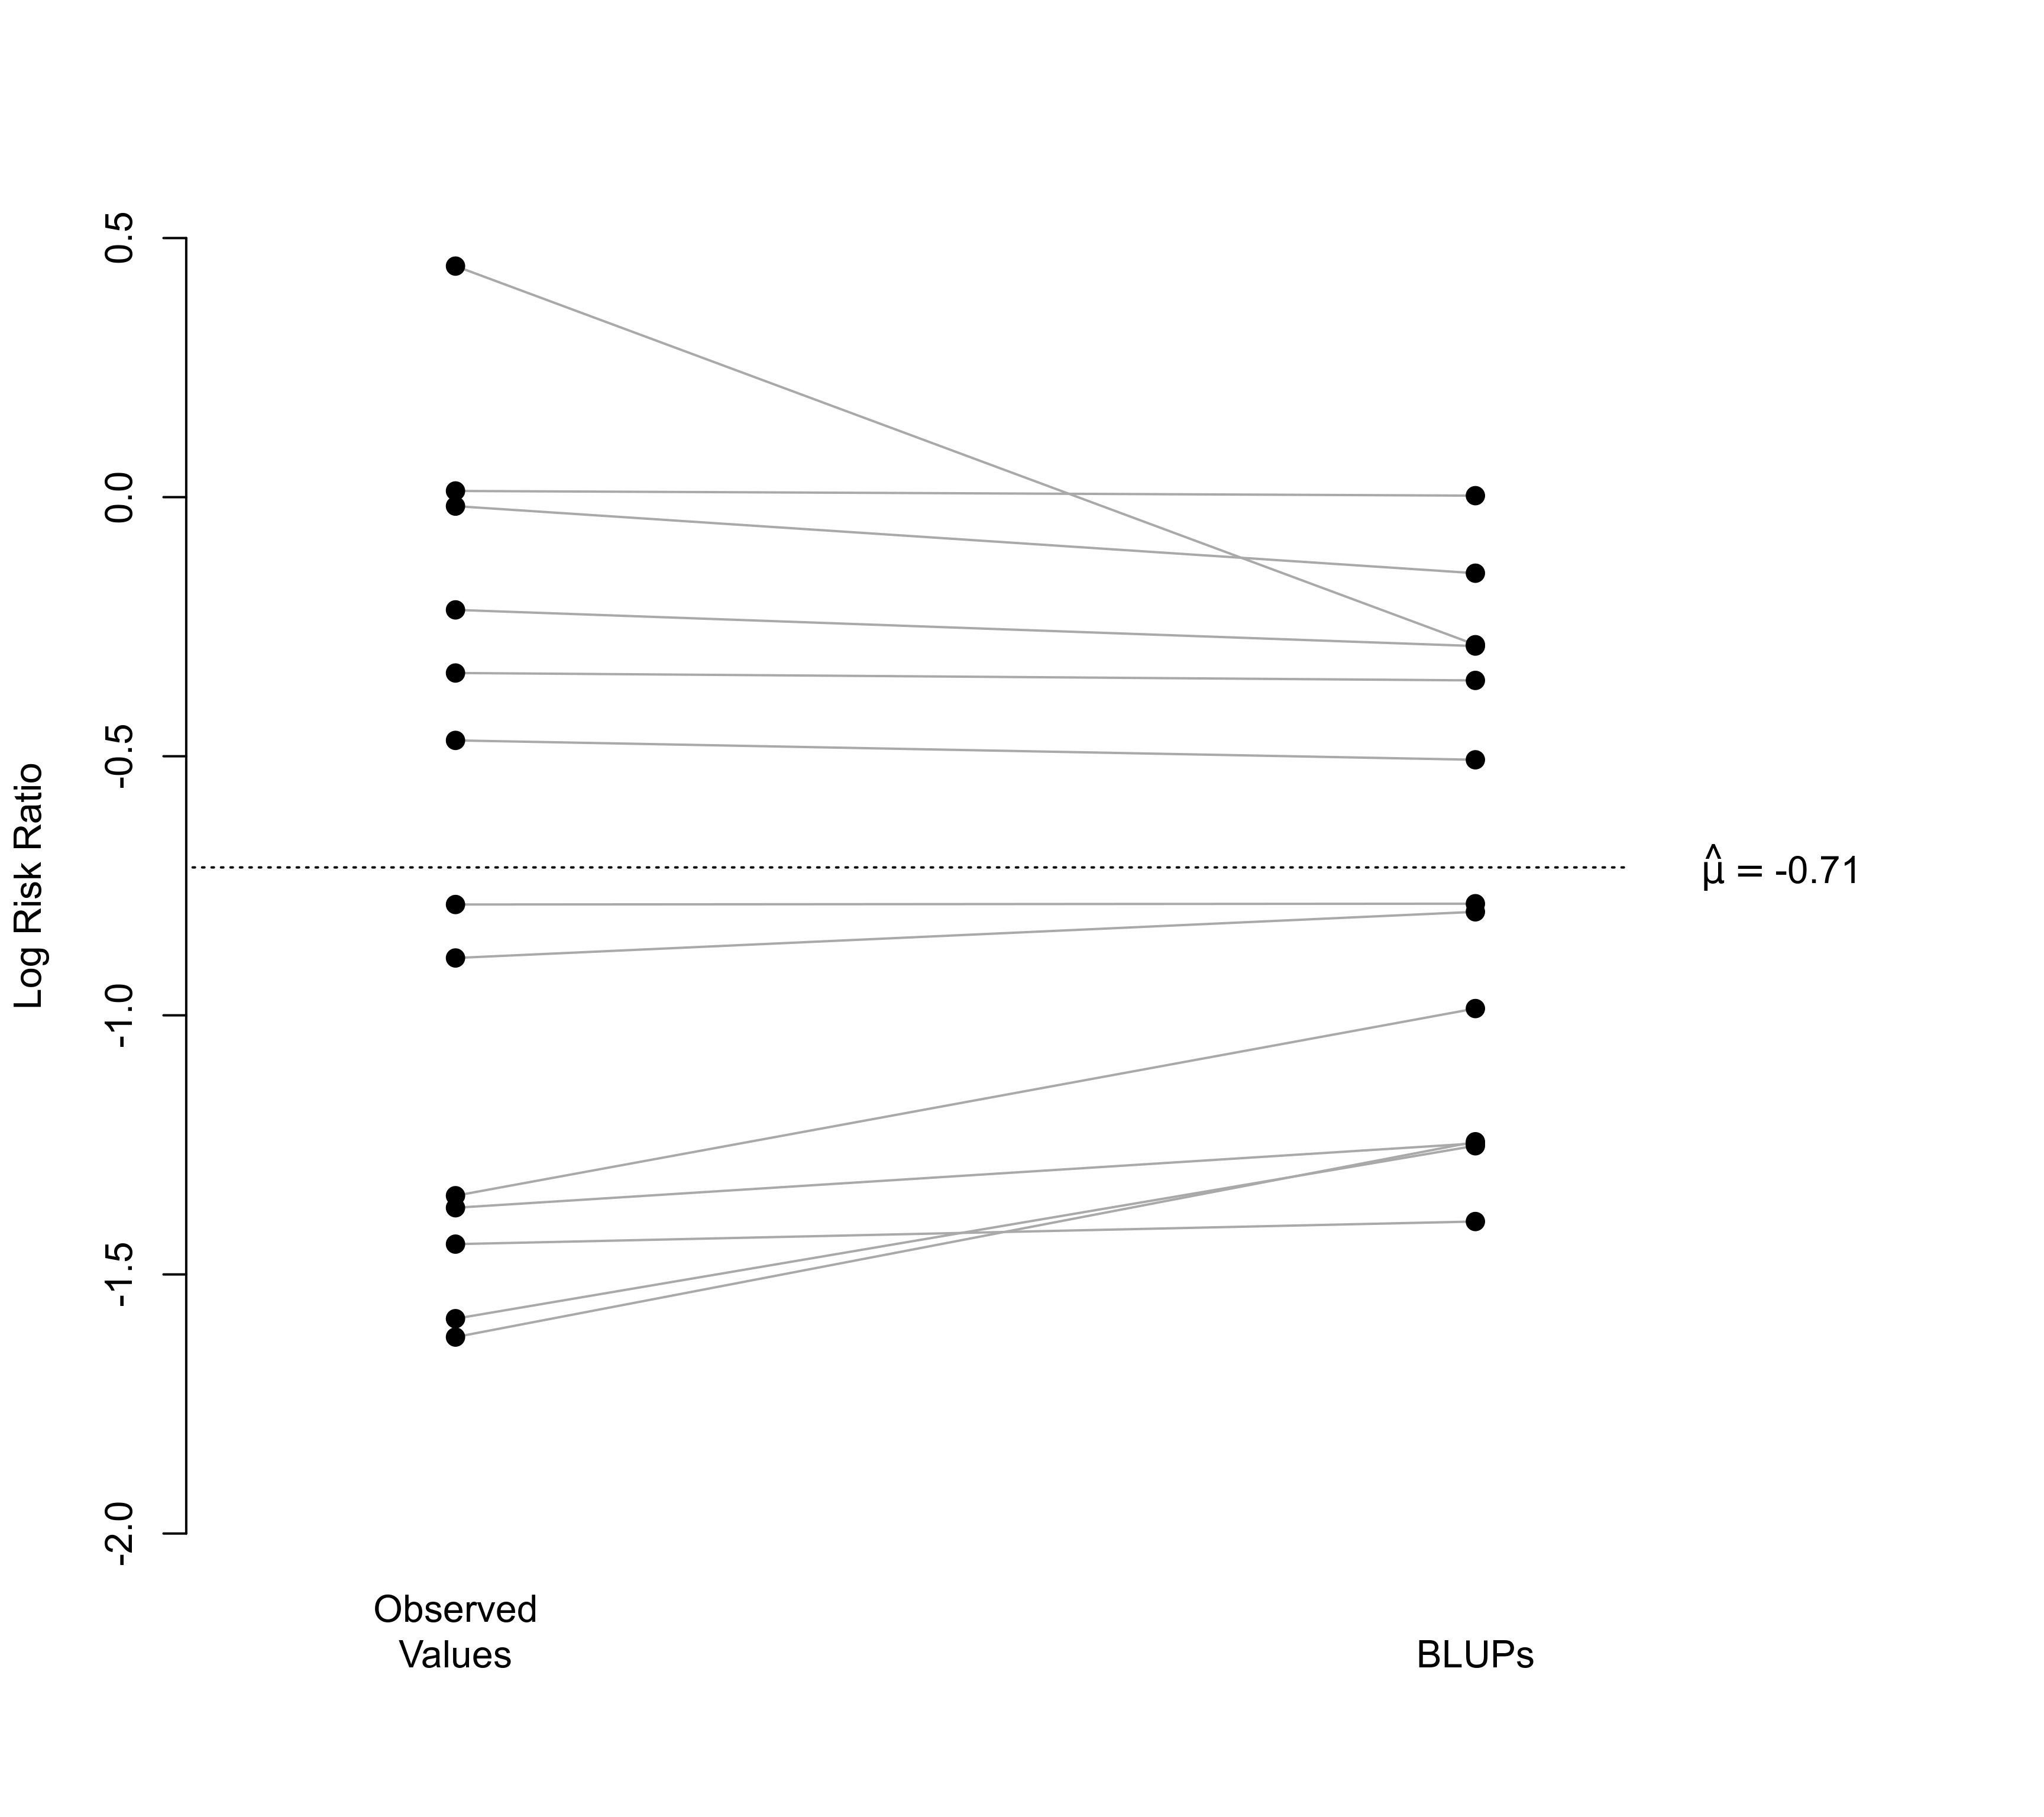 Log Risk Ratio
0.5
0.0
-0.5
-1.0
-1.5
-2.0
μ̂ = -0.71
Observed
Values
BLUPs